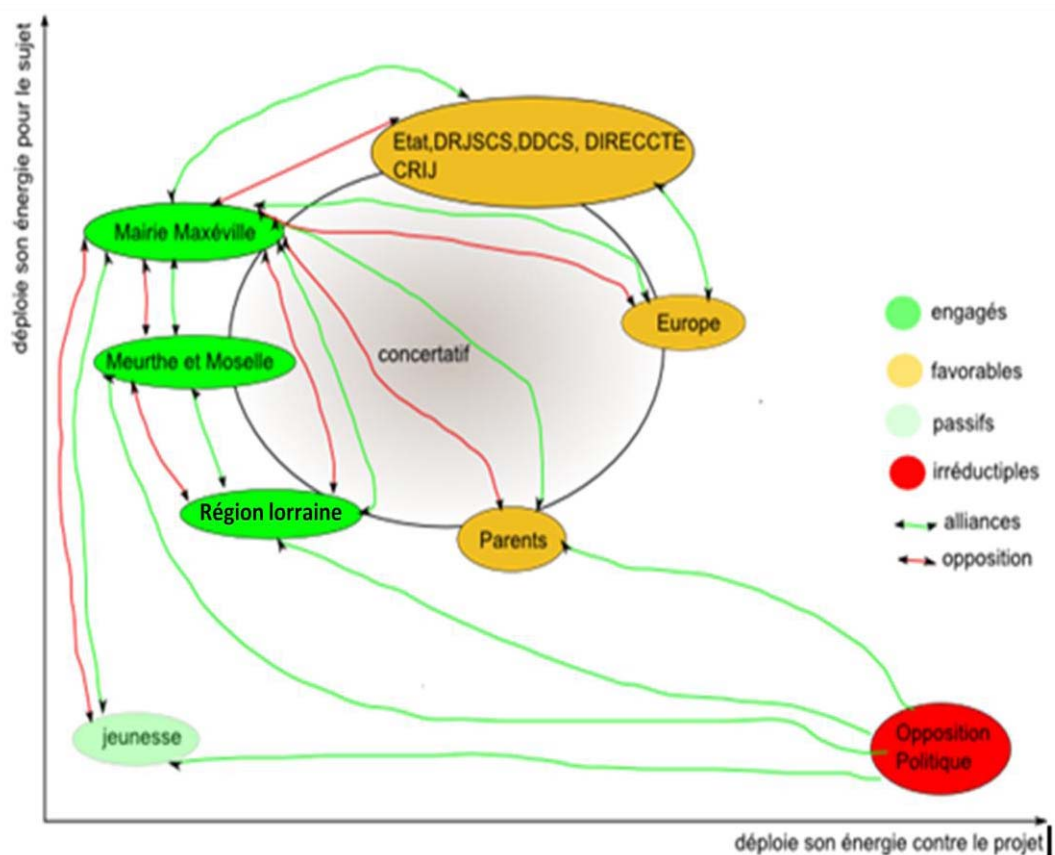 déploie son énergie pour le sujet
Etat,DRJSCS,DDCS, DIRECCTE
CRIJ
Mairie Maxéville
Europe
Meurthe et Moselle
concertatif
Région lorraine
Parents
engagés
favorables
passifs
irréductiples
alliances
opposition
jeunesse
Opposition
Politique
déploie son énergie contre le projet